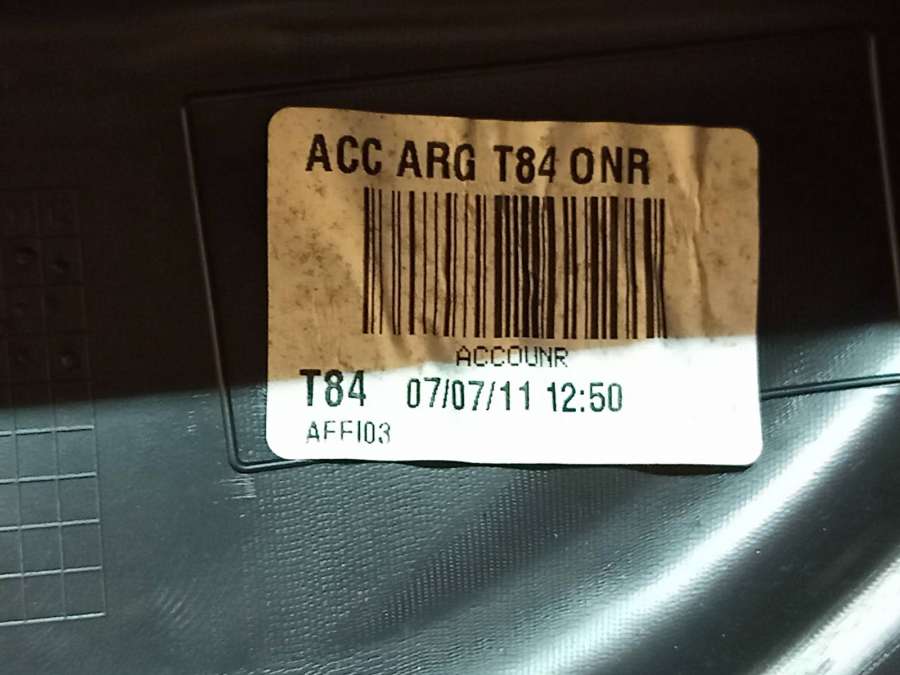 ACC ARG T84 ONR
ACCOUNR
T84 07/07/11 12:50
AFFI03